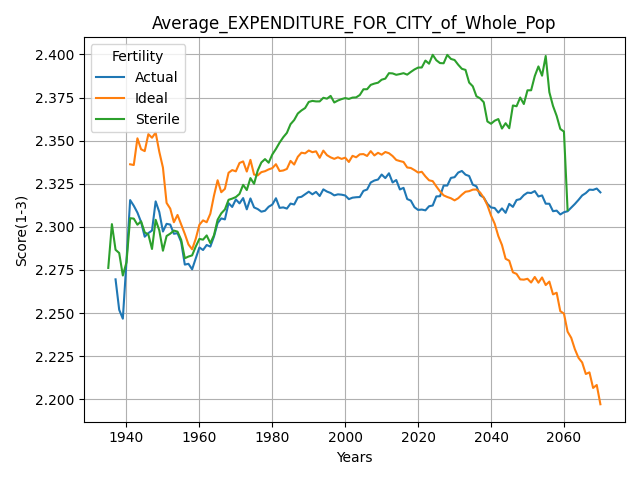 Average_EXPENDITURE_FOR_CITY_of_Whole_Pop
Fertility
Actual
Ideal
Sterile
2.400
2.375
2.350
2.325
2.300
2.275
2.250
2.225
2.200
Score(1-3)
1940 1960 1980 2000 2020 2040 2060
Years